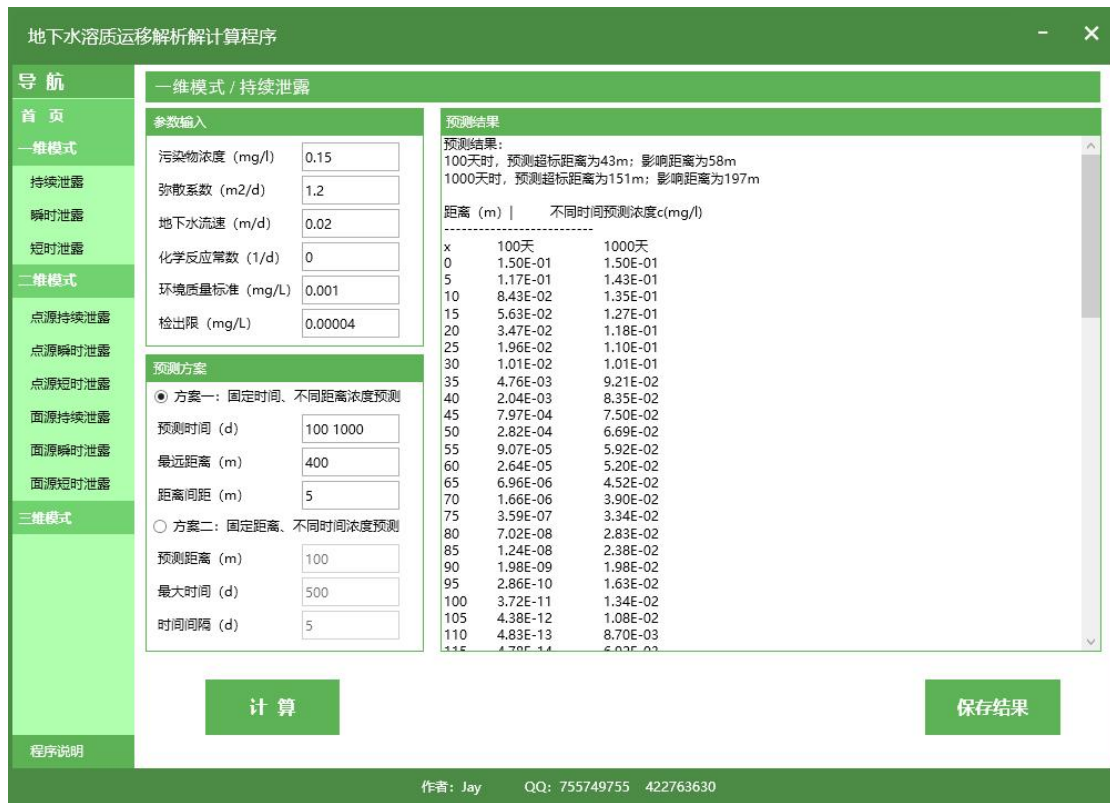 地下水溶质运移解析解计算程序
导 航
首 页
一维模式
持续泄露
瞬时泄露
短时泄露
二维模式
点源持续泄露
点源瞬时泄露
点源短时泄露
面源持续泄露
面源瞬时泄露
面源短时泄露
三维模式
程序说明
一维模式 / 持续泄露
参数输入
污染物浓度（mg/l） 0.15
弥散系数（m2/d） 1.2
地下水流速（m/d） 0.02
化学反应常数（1/d） 0
环境质量标准（mg/L） 0.001
检出限（mg/L） 0.00004
预测方案
方案一：固定时间、不同距离浓度预测
预测时间（d） 100 1000
最远距离（m） 400
距离间距（m） 5
方案二：固定距离、不同时间浓度预测
预测距离（m） 100
最大时间（d） 500
时间间隔（d） 5
预测结果
预测结果：
100天时，预测超标距离为43m；影响距离为58m
1000天时，预测超标距离为151m；影响距离为197m
距离（m）| 不同时间预测浓度c(mg/l)
--------------------------
x 100天 1000天
0 1.50E-01 1.50E-01
5 1.17E-01 1.43E-01
10 8.43E-02 1.35E-01
15 5.63E-02 1.27E-01
20 3.47E-02 1.18E-01
25 1.96E-02 1.10E-01
30 1.01E-02 1.01E-01
35 4.76E-03 9.21E-02
40 2.04E-03 8.35E-02
45 7.97E-04 7.50E-02
50 2.82E-04 6.69E-02
55 9.07E-05 5.92E-02
60 2.64E-05 5.20E-02
65 6.96E-06 4.52E-02
70 1.66E-06 3.90E-02
75 3.59E-07 3.34E-02
80 7.02E-08 2.83E-02
85 1.24E-08 2.38E-02
90 1.98E-09 1.98E-02
95 2.86E-10 1.63E-02
100 3.72E-11 1.34E-02
105 4.38E-12 1.08E-02
110 4.83E-13 8.70E-03
计 算
保存结果
作者：Jay QQ：755749755 422763630